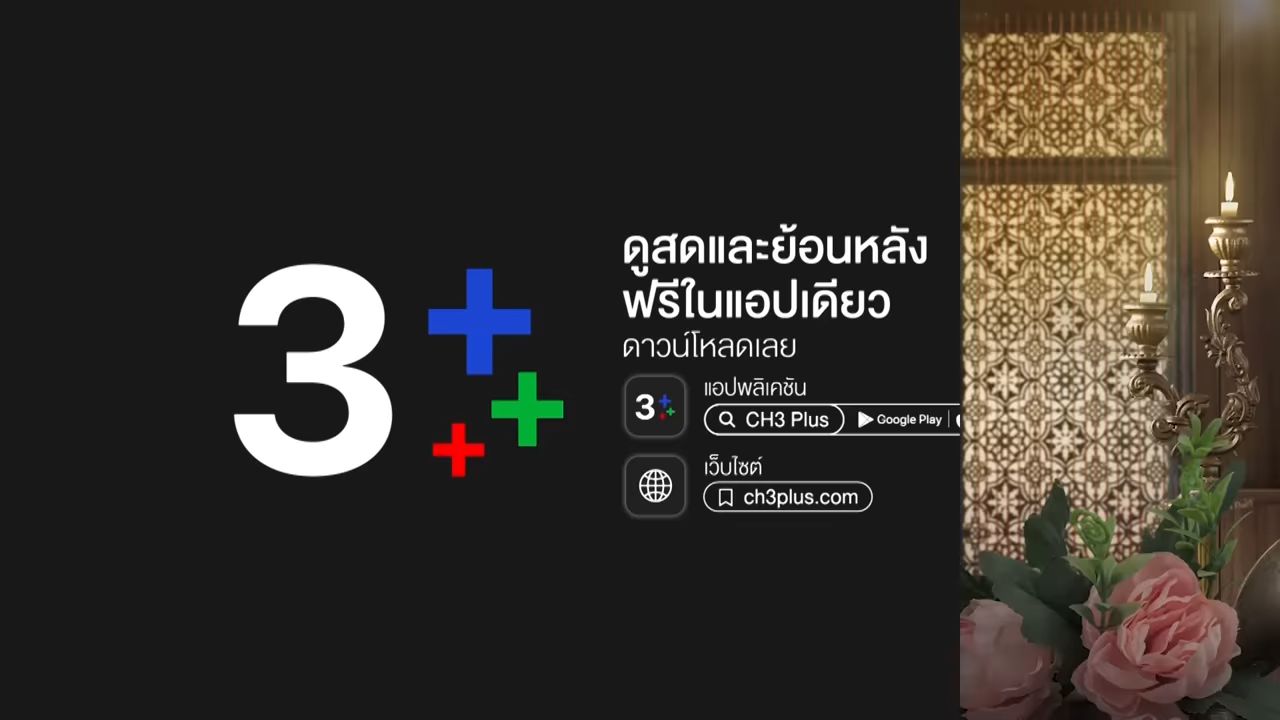 3
ดูสดและย้อนหลัง
ฟรีในแอปเดียว
ดาวน์โหลดเลย
3
แอปพลิเคชัน
CH3 Plus
Google Play
เว็บไซต์
ch3plus.com